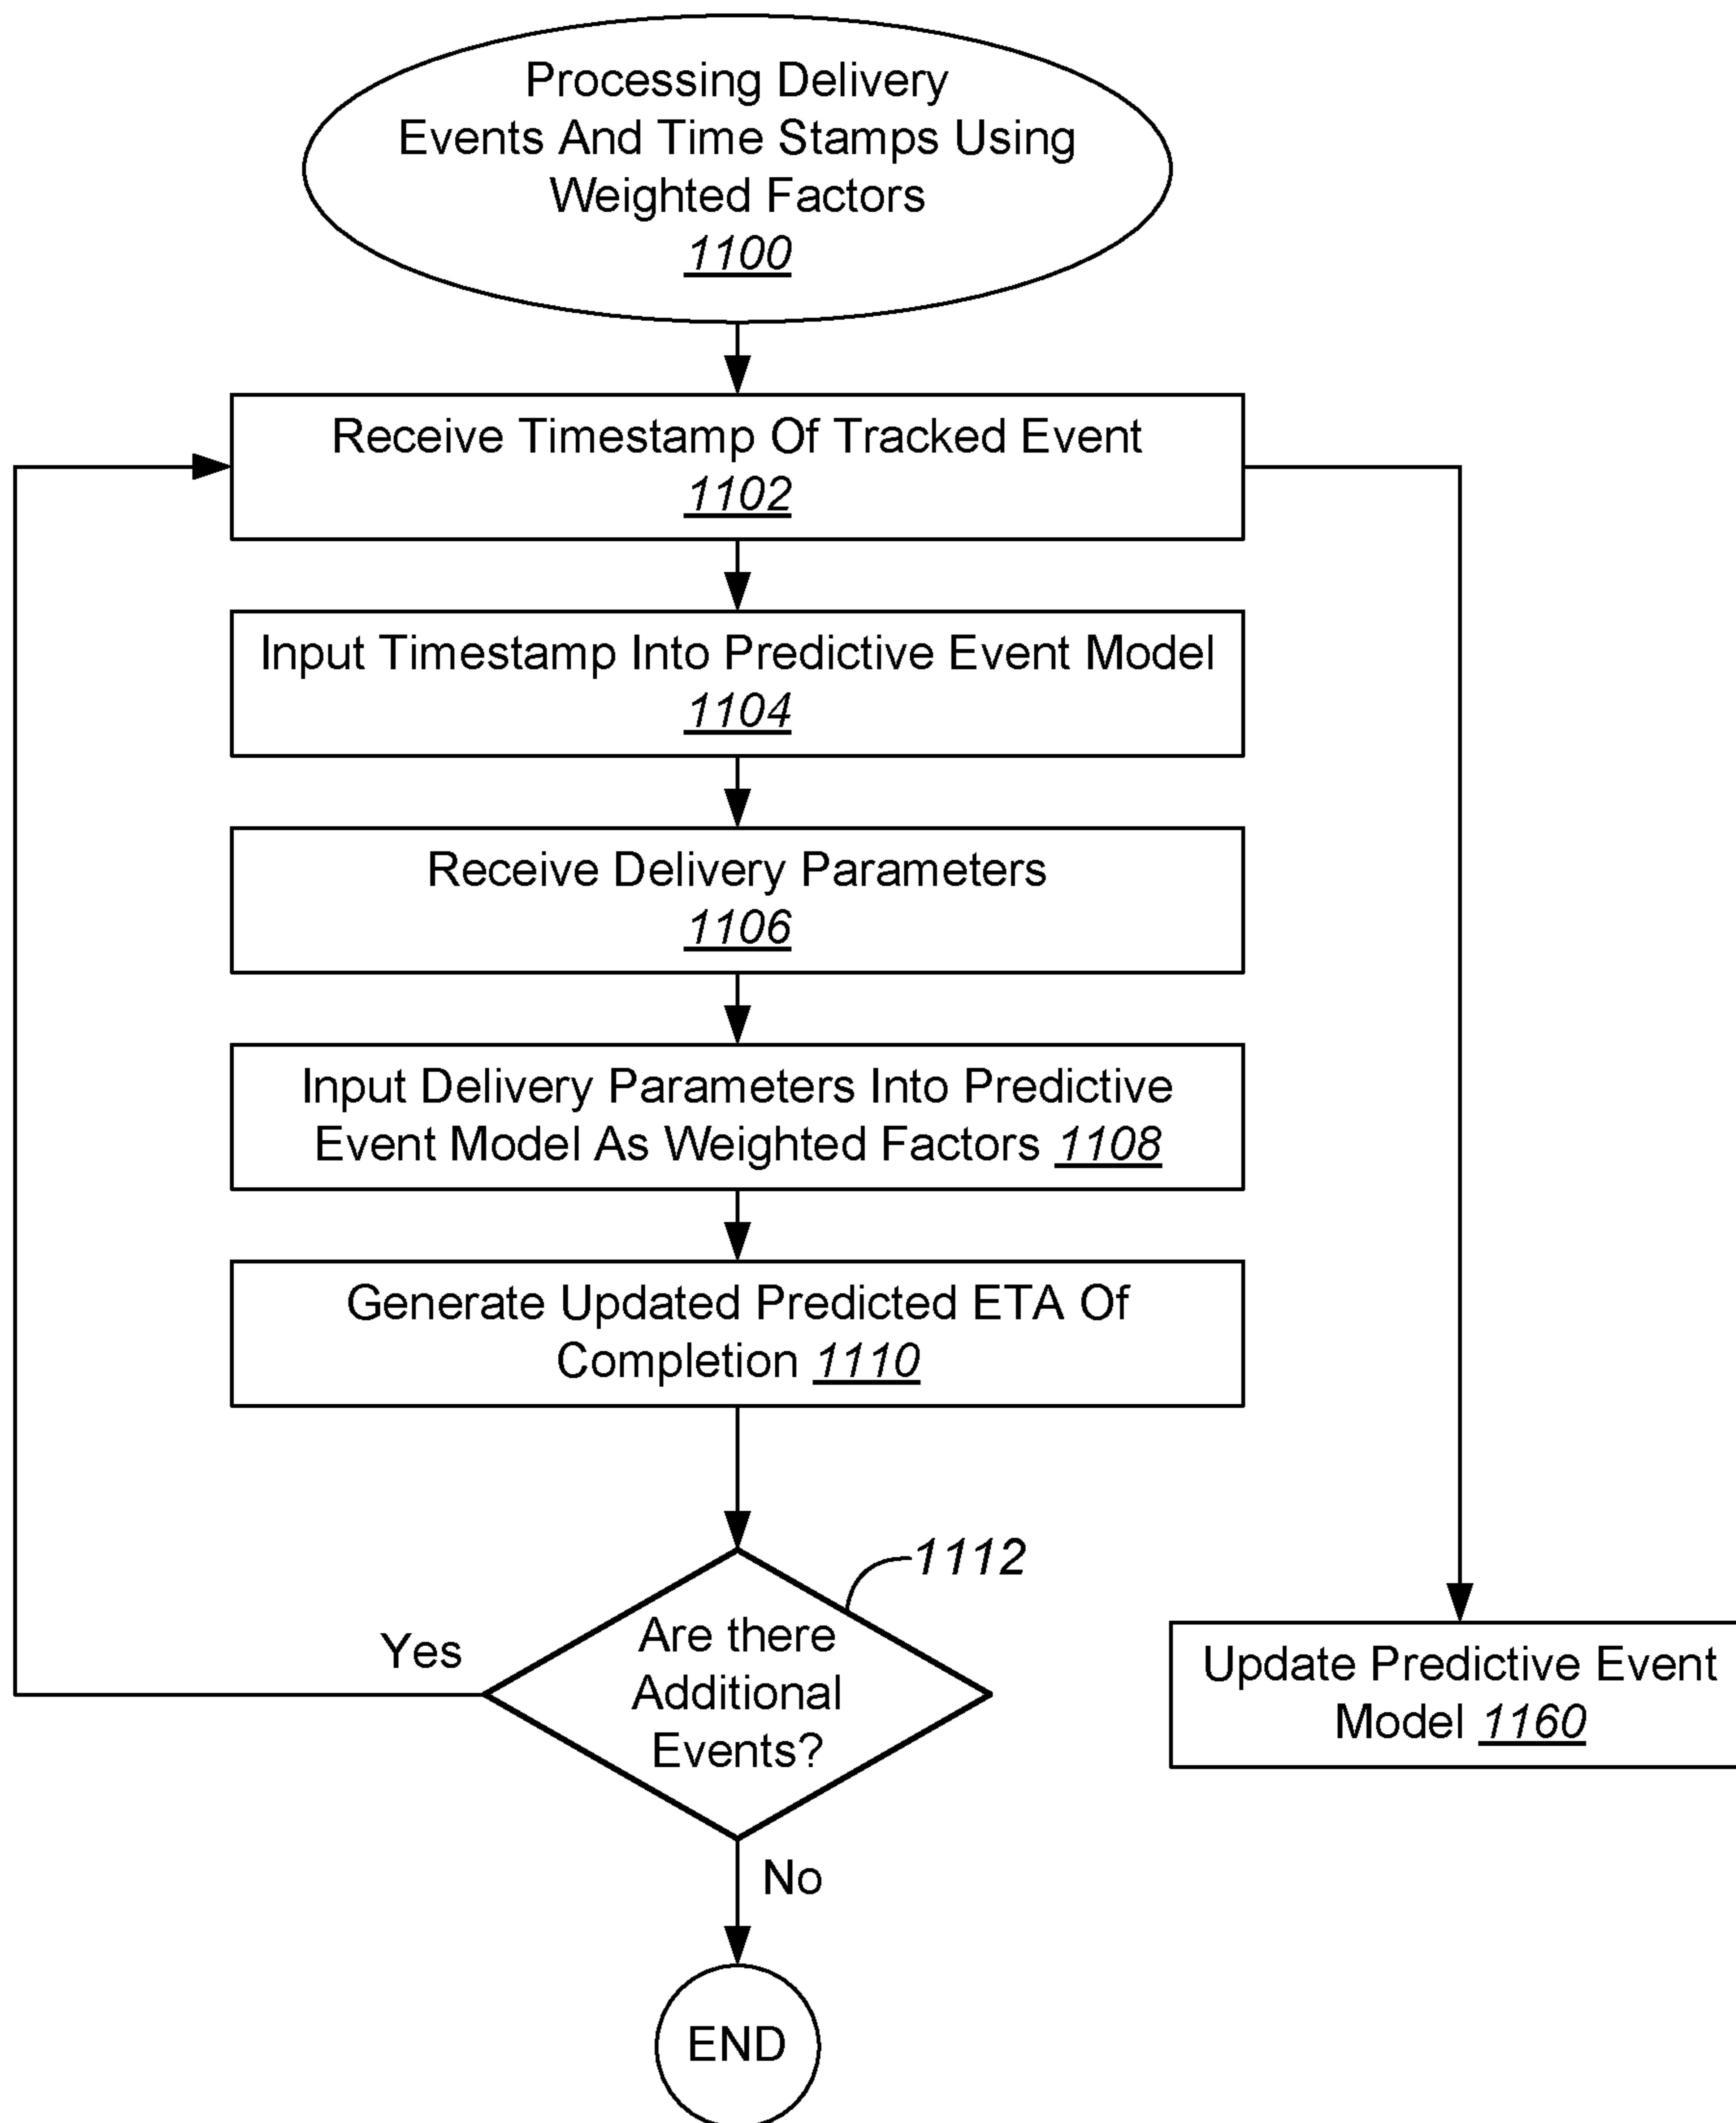 Processing Delivery
Events And Time Stamps Using
Weighted Factors
1100
Receive Timestamp Of Tracked Event
1102
Input Timestamp Into Predictive Event Model
1104
Receive Delivery Parameters
1106
Input Delivery Parameters Into Predictive
Event Model As Weighted Factors 1108
Generate Updated Predicted ETA Of
Completion 1110
1112
Are there
Additional
Events?
Yes
Update Predictive Event
Model 1160
No
END